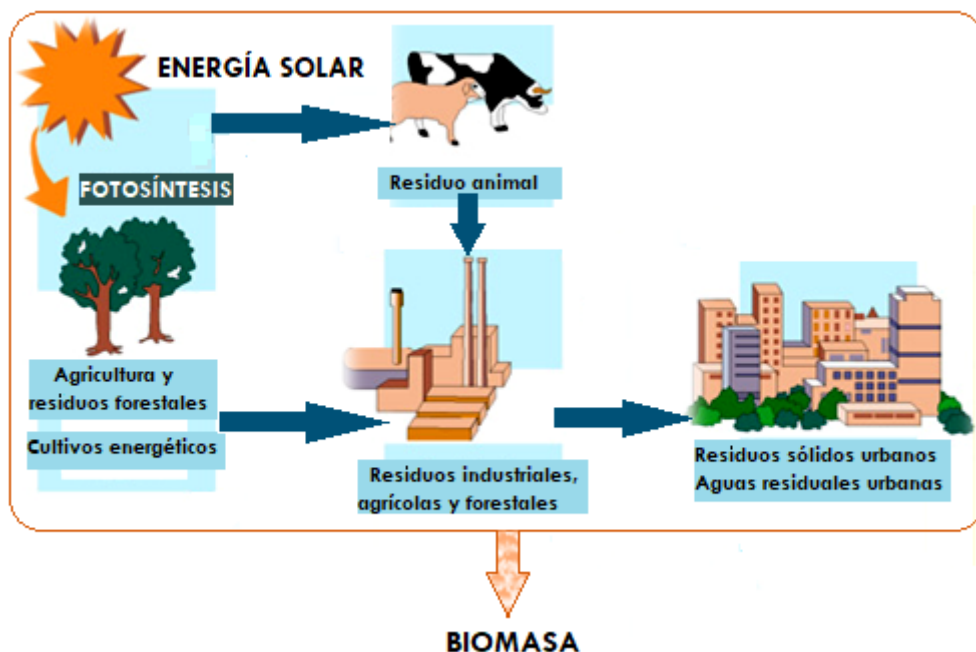 ENERGÍA SOLAR
FOTOSÍNTESIS
Residuo animal
Agricultura y
residuos forestales
Cultivos energéticos
Residuos industriales,
agrícolas y forestales
Residuos sólidos urbanos
Aguas residuales urbanas
BIOMASA